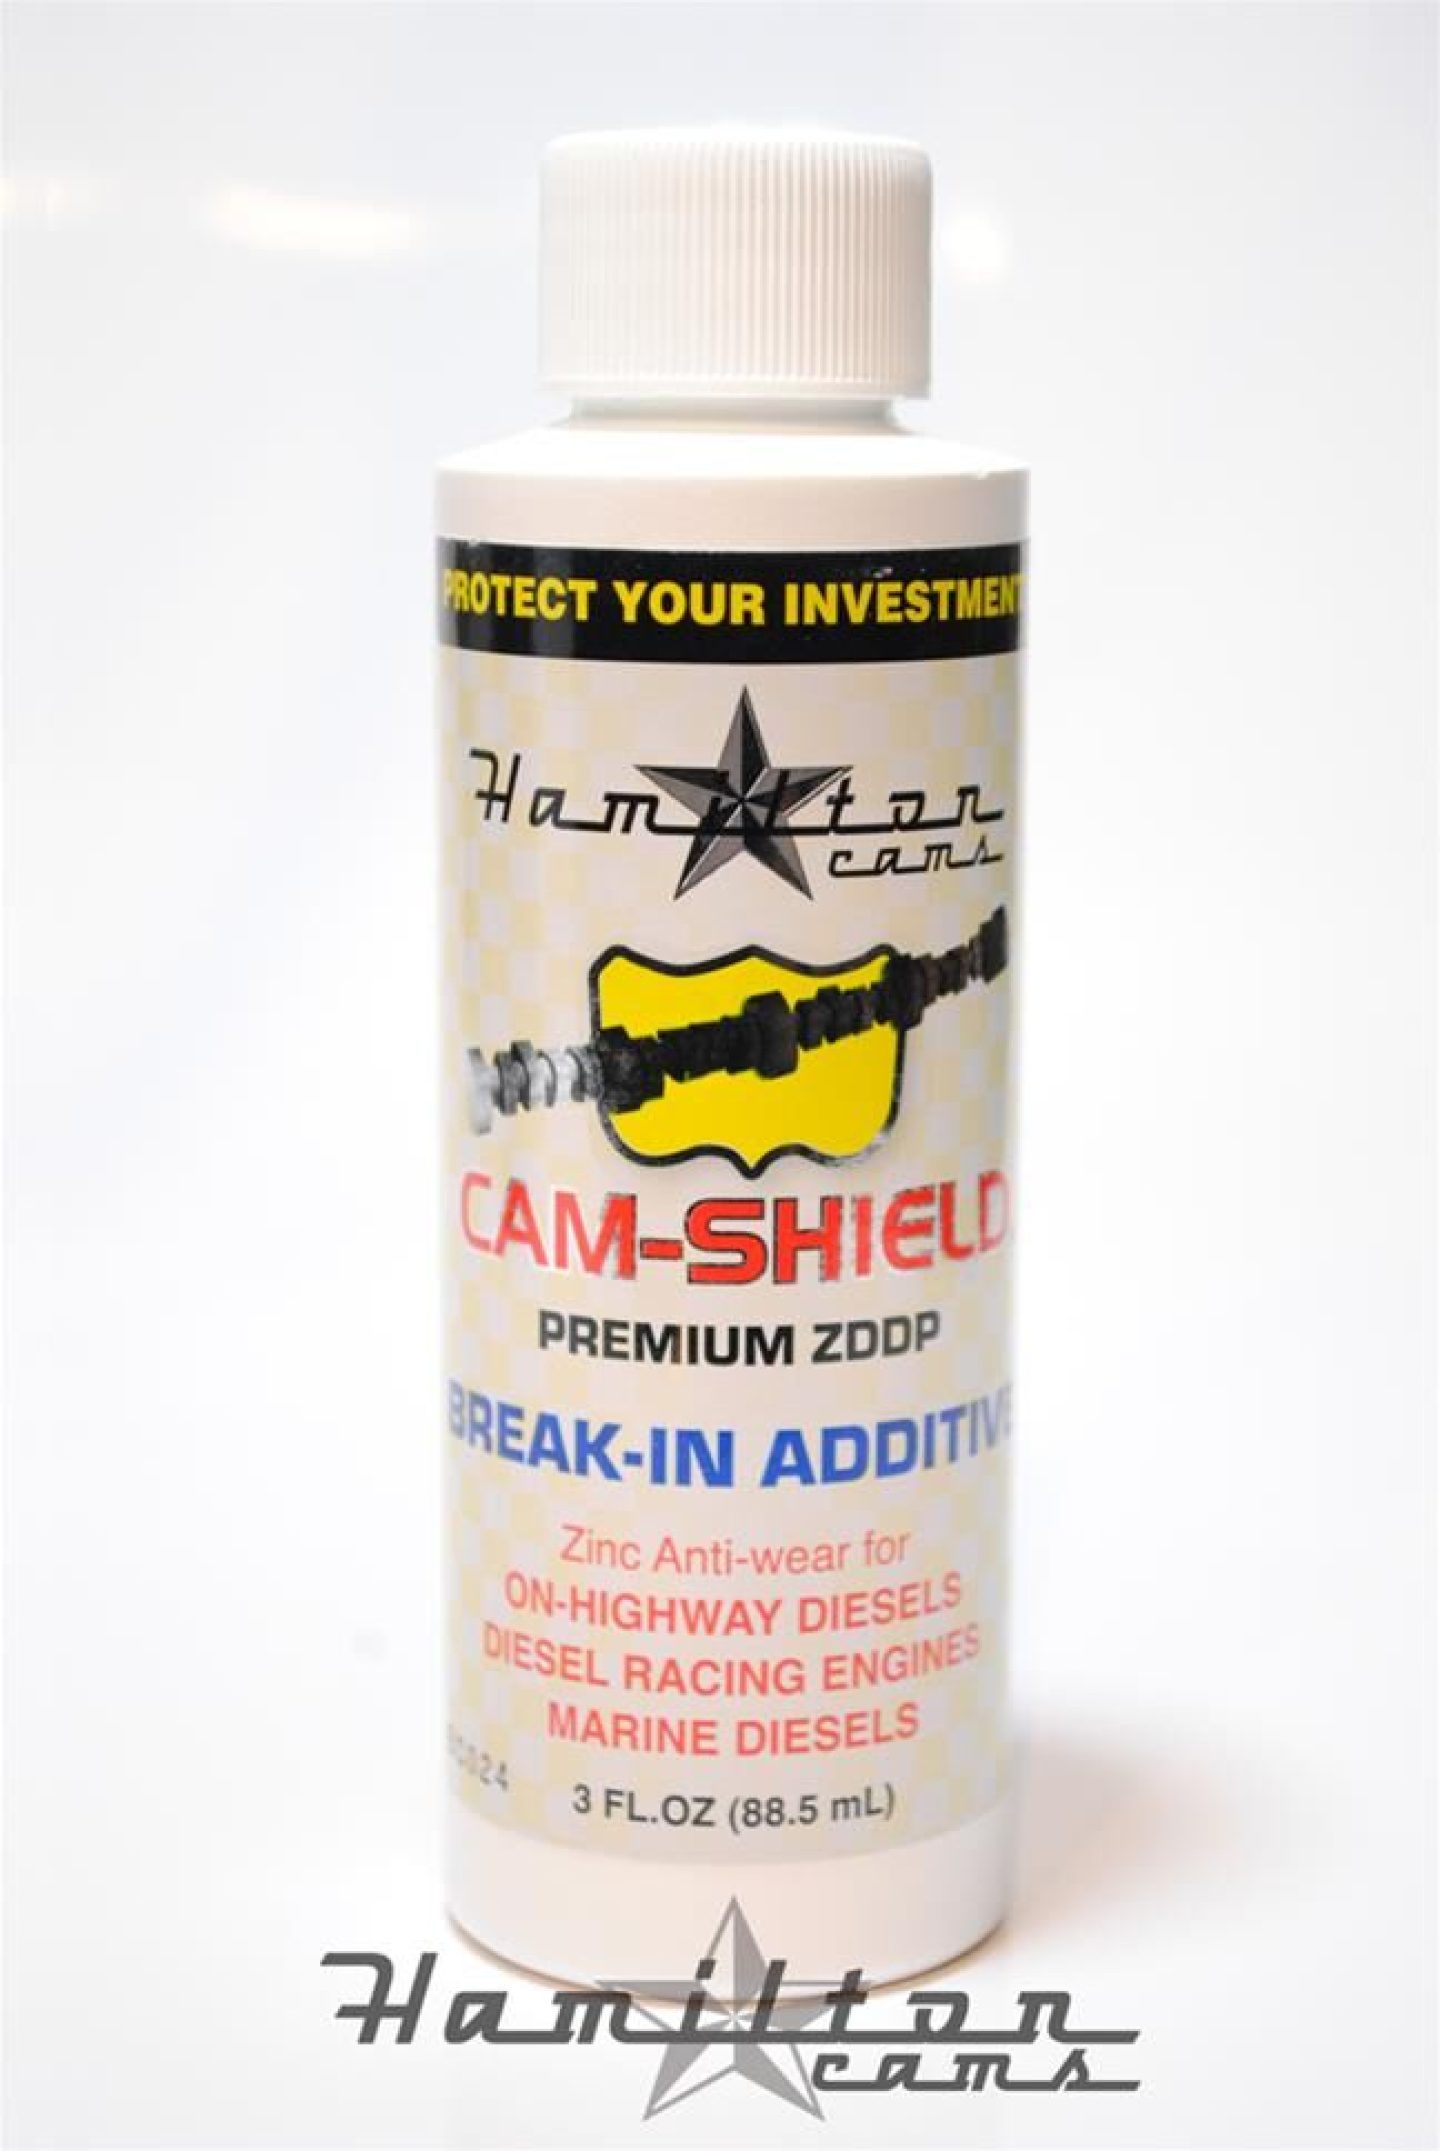 PROTECT YOUR INVESTMENT
Hamilton
cams
CAM-SHIELD
PREMIUM ZDDP
BREAK-IN ADDITIVE
Zinc Anti-wear for
ON-HIGHWAY DIESELS
DIESEL RACING ENGINES
MARINE DIESELS
3 FL.OZ (88.5 mL)
Hamilton
cams